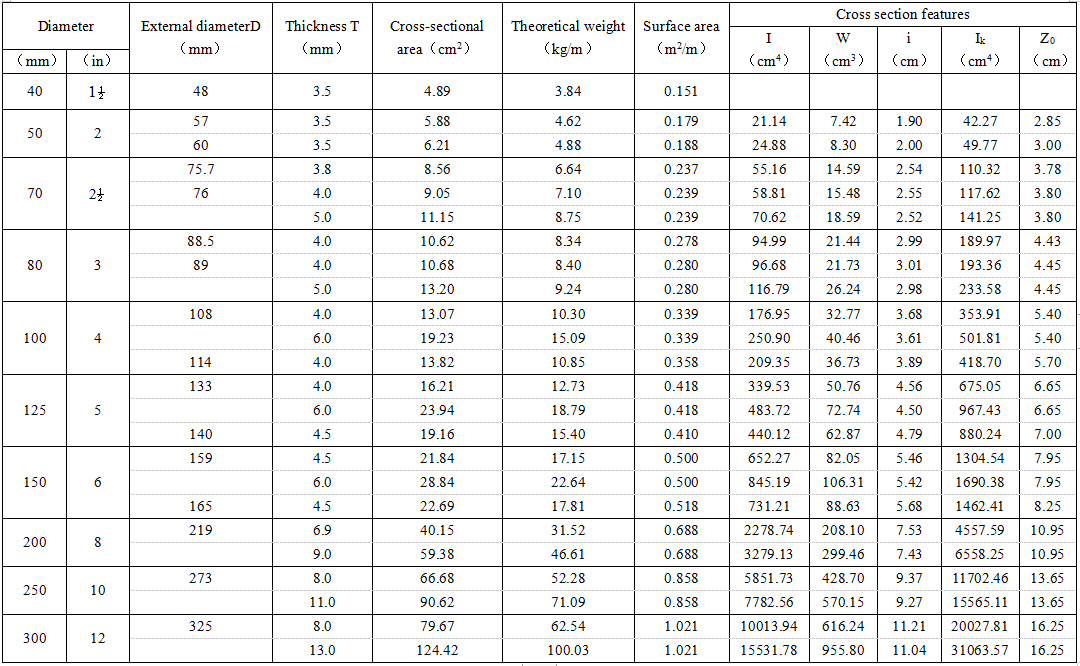 Diameter External diameterD Thickness T Cross-sectional Theoretical weight Surface area Cross section features
(mm) (in) (mm) (mm) area（cm²） (kg/m) (m²/m) I W i Iₖ Z₀
(cm⁴) (cm³) (cm) (cm⁴) (cm)
40 1½ 48 3.5 4.89 3.84 0.151
50 2 57 3.5 5.88 4.62 0.179 21.14 7.42 1.90 42.27 2.85
60 3.5 6.21 4.88 0.188 24.88 8.30 2.00 49.77 3.00
70 2½ 75.7 3.8 8.56 6.64 0.237 55.16 14.59 2.54 110.32 3.78
76 4.0 9.05 7.10 0.239 58.81 15.48 2.55 117.62 3.80
5.0 11.15 8.75 0.239 70.62 18.59 2.52 141.25 3.80
80 3 88.5 4.0 10.62 8.34 0.278 94.99 21.44 2.99 189.97 4.43
89 4.0 10.68 8.40 0.280 96.68 21.73 3.01 193.36 4.45
5.0 13.20 9.24 0.280 116.79 26.24 2.98 233.58 4.45
100 4 108 4.0 13.07 10.30 0.339 176.95 32.77 3.68 353.91 5.40
6.0 19.23 15.09 0.339 250.90 40.46 3.61 501.81 5.40
114 4.0 13.82 10.85 0.358 209.35 36.73 3.89 418.70 5.70
125 5 133 4.0 16.21 12.73 0.418 339.53 50.76 4.56 675.05 6.65
6.0 23.94 18.79 0.418 483.72 72.74 4.50 967.43 6.65
140 4.5 19.16 15.40 0.410 440.12 62.87 4.79 880.24 7.00
150 6 159 4.5 21.84 17.15 0.500 652.27 82.05 5.46 1304.54 7.95
6.0 28.84 22.64 0.500 845.19 106.31 5.42 1690.38 7.95
165 4.5 22.69 17.81 0.518 731.21 88.63 5.68 1462.41 8.25
200 8 219 6.9 40.15 31.52 0.688 2278.74 208.10 7.53 4557.59 10.95
9.0 59.38 46.61 0.688 3279.13 299.46 7.43 6558.25 10.95
250 10 273 8.0 66.68 52.28 0.858 5851.73 428.70 9.37 11702.46 13.65
11.0 90.62 71.09 0.858 7782.56 570.15 9.27 15565.11 13.65
300 12 325 8.0 79.67 62.54 1.021 10013.94 616.24 11.21 20027.81 16.25
13.0 124.42 100.03 1.021 15531.78 955.80 11.04 31063.57 16.25